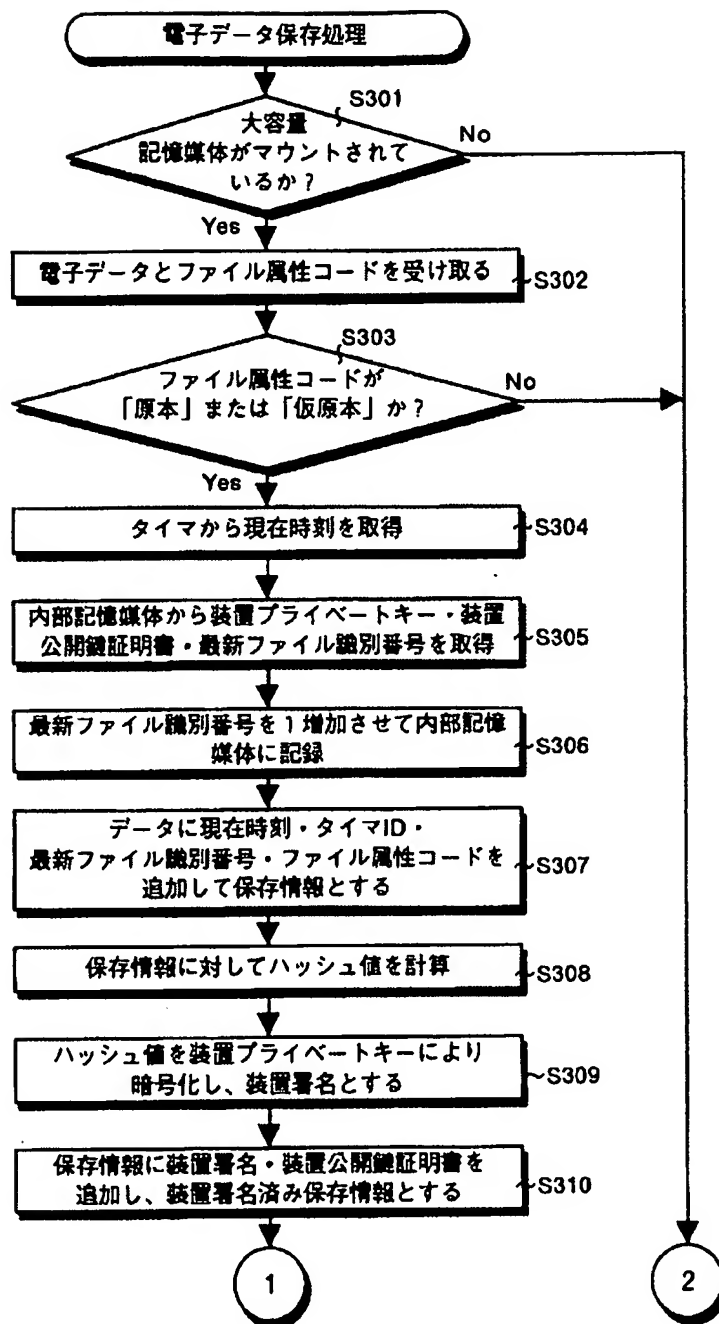 電子データ保存処理
S301
大容量
記憶媒体がマウントされて
いるか?
No
Yes
電子データとファイル属性コードを受け取る
S302
S303
ファイル属性コードが
「原本」または「仮原本」か?
No
Yes
タイマから現在時刻を取得
S304
内部記憶媒体から装置プライベートキー・装置
公開鍵証明書・最新ファイル識別番号を取得
S305
最新ファイル識別番号を1増加させて内部記憶
媒体に記録
S306
データに現在時刻・タイマID・
最新ファイル識別番号・ファイル属性コードを
追加して保存情報とする
S307
保存情報に対してハッシュ値を計算
S308
ハッシュ値を装置プライベートキーにより
暗号化し、装置署名とする
S309
保存情報に装置署名・装置公開鍵証明書を
追加し、装置署名済み保存情報とする
S310
1
2